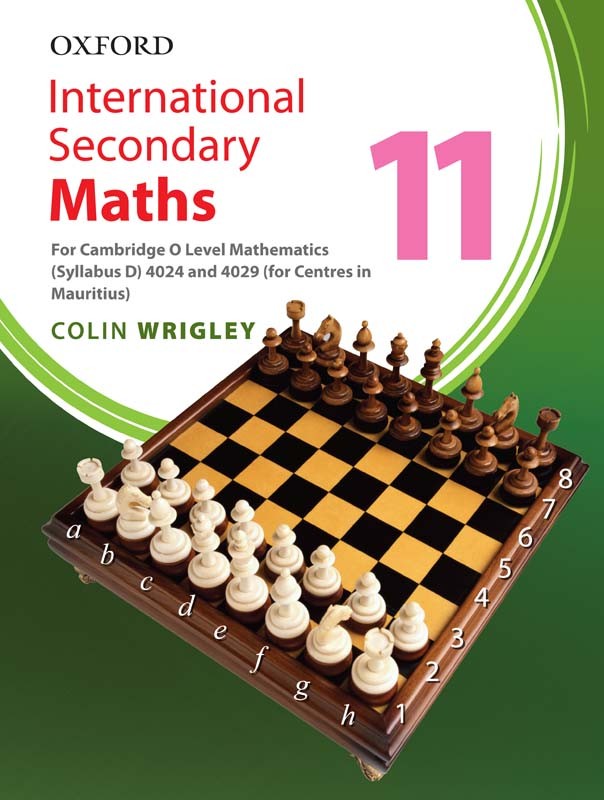 OXFORD
International
Secondary
Maths
11
For Cambridge O Level Mathematics
(Syllabus D) 4024 and 4029 (for Centres in
Mauritius)
COLIN WRIGLEY
a
b
c
d
e
f
g
h
1
2
3
4
5
6
7
8